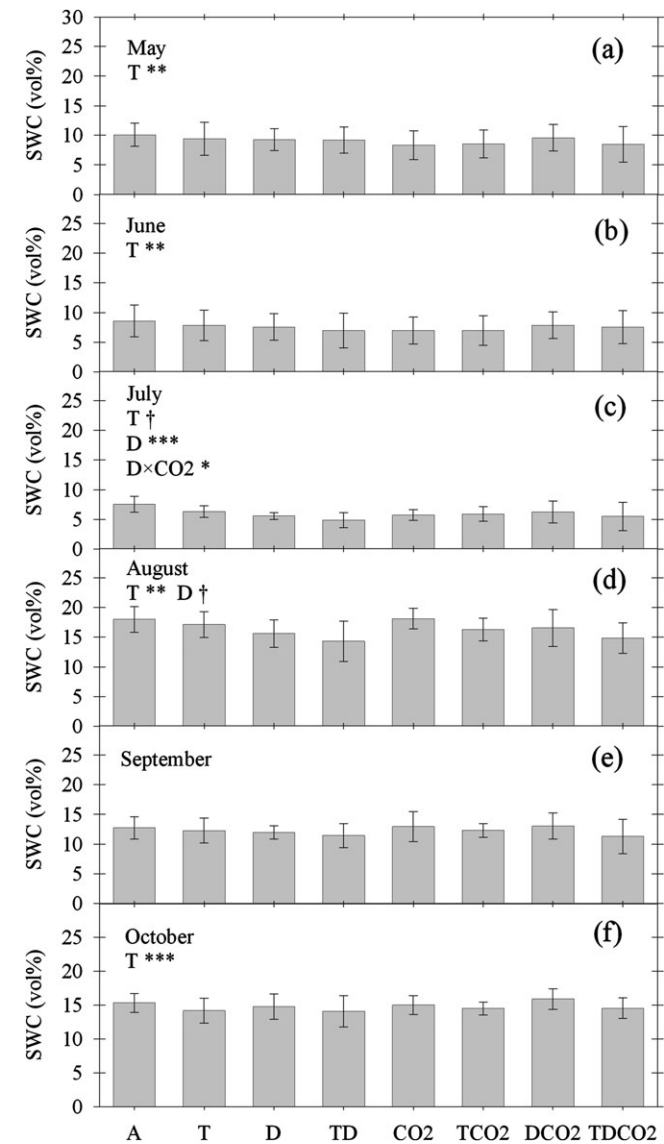 30
25
20
15
10
5
0
SWC (vol%)
May
T **
(a)
25
20
15
10
5
0
SWC (vol%)
June
T **
(b)
25
20
15
10
5
0
SWC (vol%)
July
T †
D ***
D×CO2 *
(c)
25
20
15
10
5
0
SWC (vol%)
August
T ** D †
(d)
25
20
15
10
5
0
SWC (vol%)
September
(e)
25
20
15
10
5
0
SWC (vol%)
October
T ***
(f)
A T D TD CO2 TCO2 DCO2 TDCO2